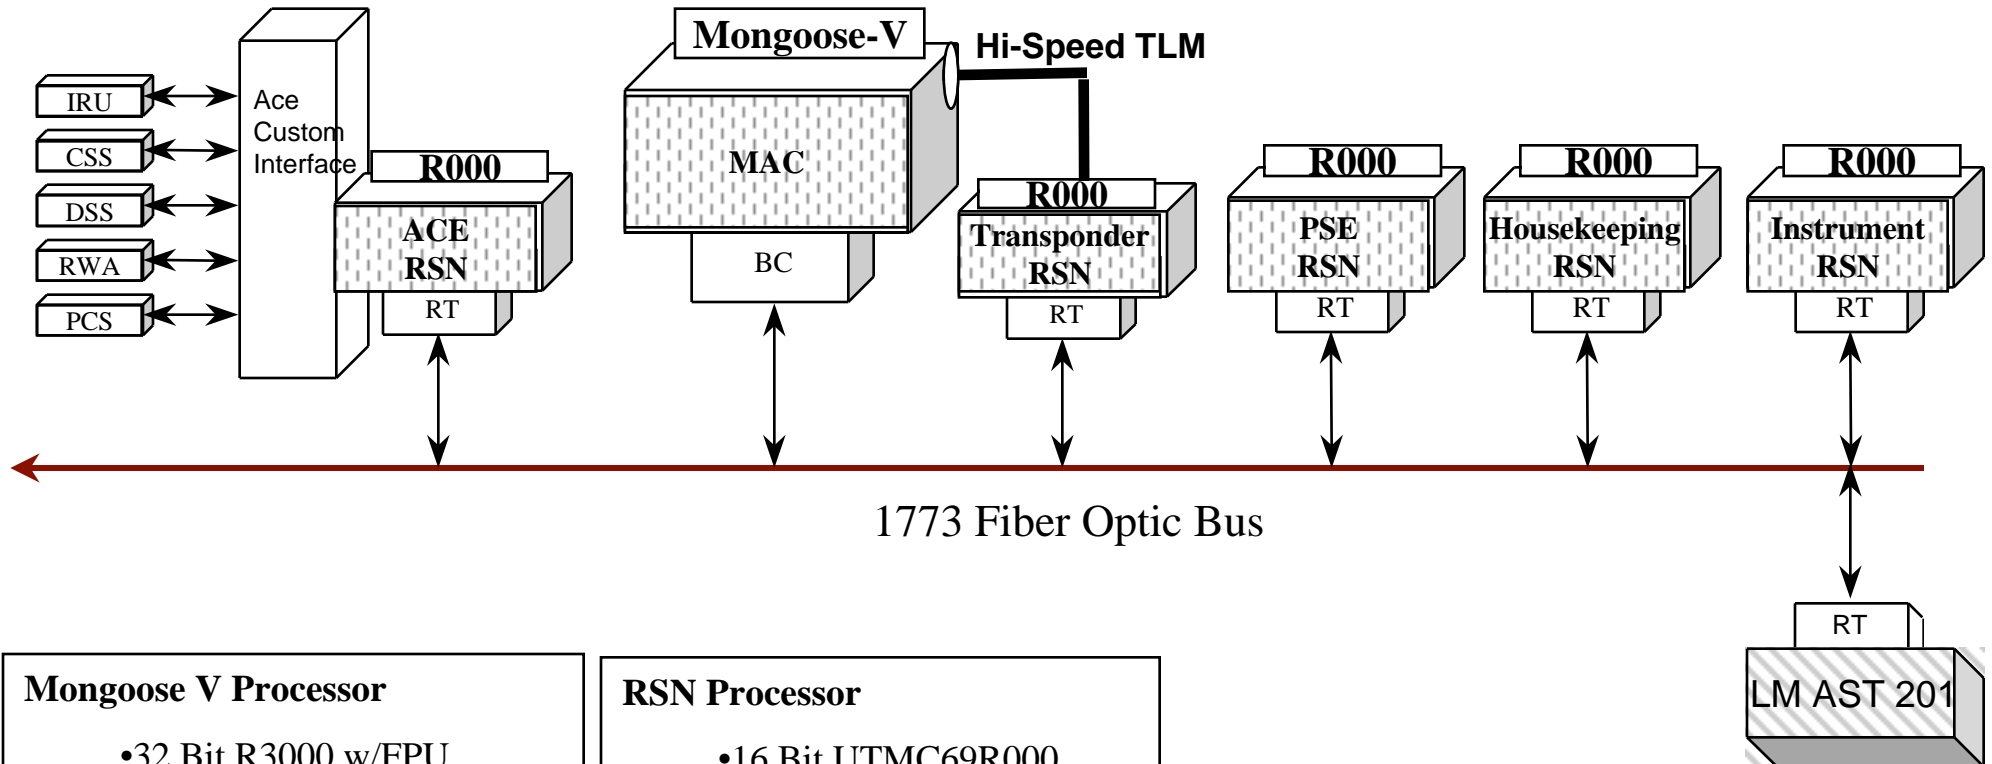 Mongoose-V
Hi-Speed TLM
IRU
CSS
DSS
RWA
PCS
Ace
Custom
Interface
R000
ACE
RSN
RT
MAC
BC
R000
Transponder
RSN
RT
R000
PSE
RSN
RT
R000
Housekeeping
RSN
RT
R000
Instrument
RSN
RT
1773 Fiber Optic Bus
RT
LM AST 201
Mongoose V Processor
•32 Bit R3000 w/FPU
RSN Processor
•16 Bit UTMC69R000